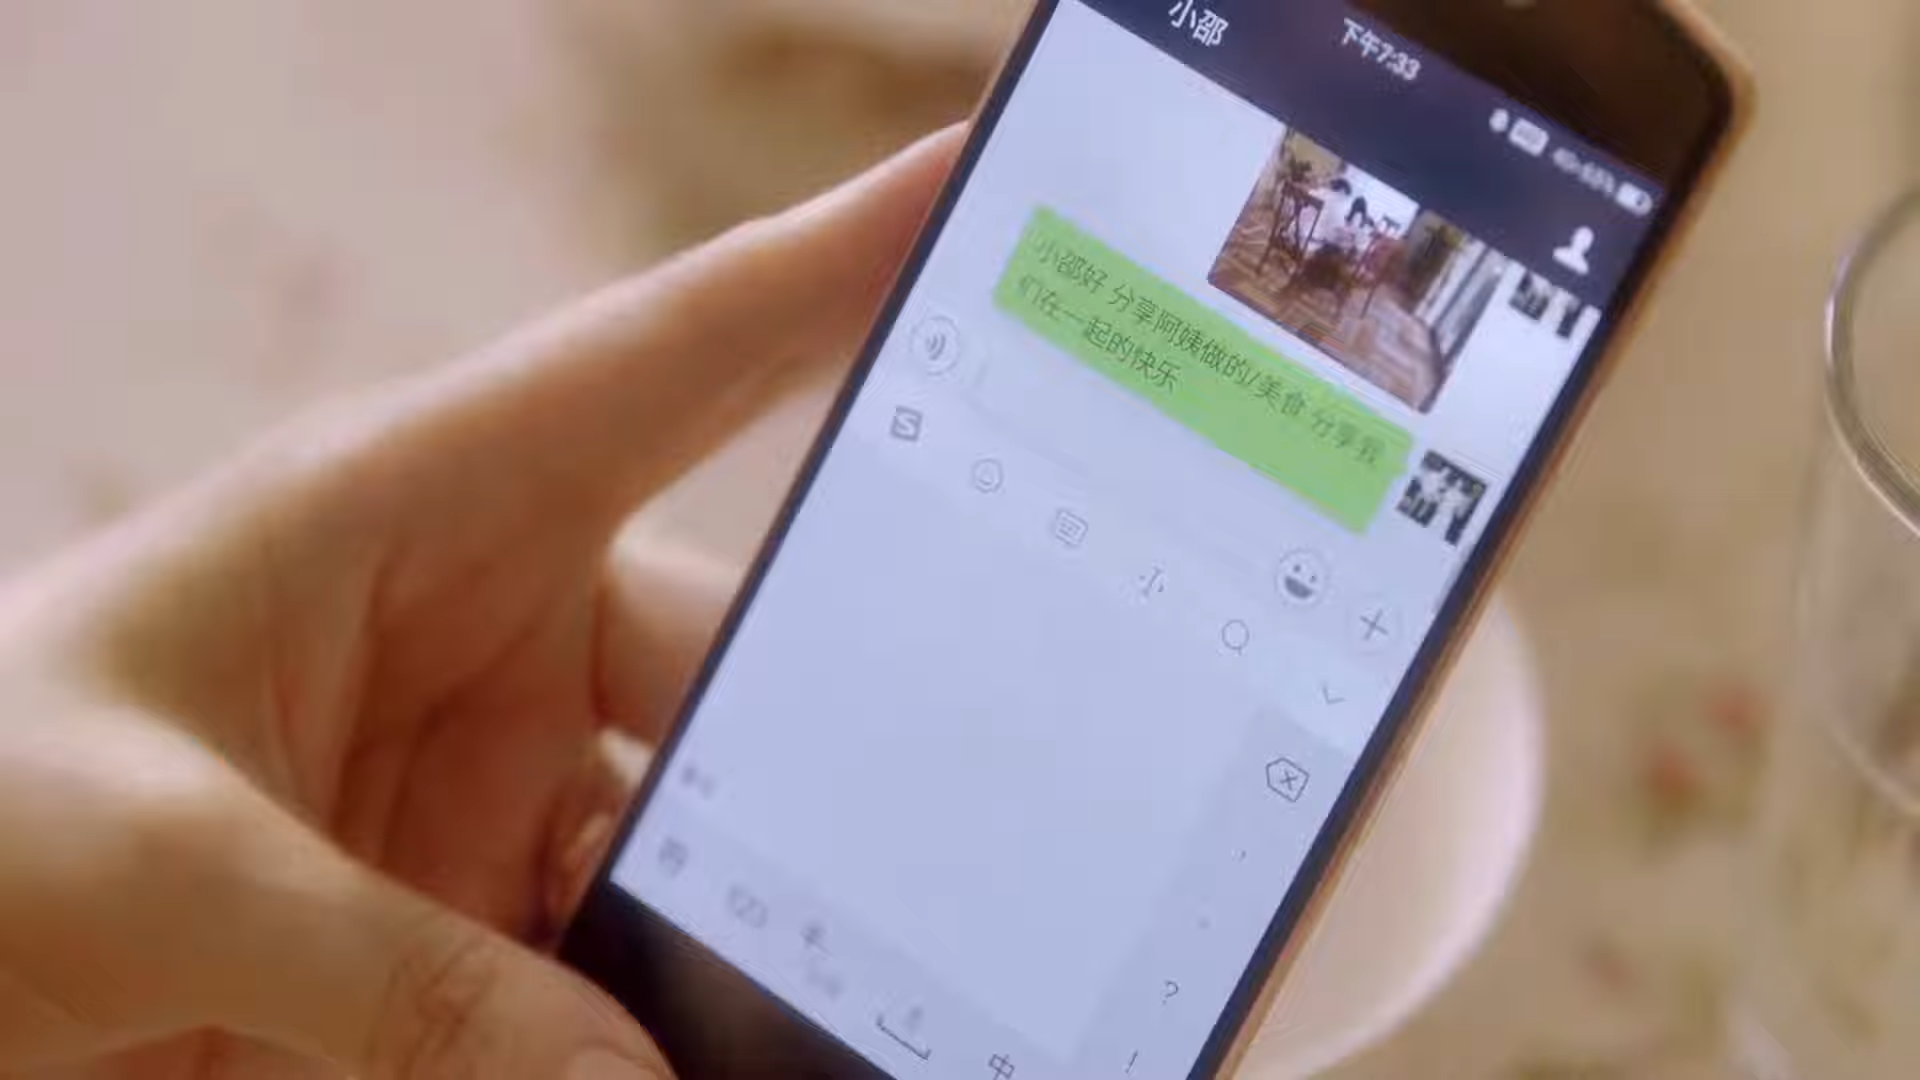 小邵
下午7:33
小邵好 分享阿姨做的/美食 分享我
们在一起的快乐
符
123
中
?
!